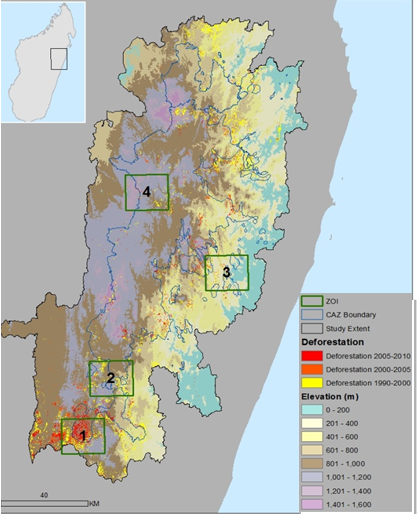 4
3
2
1
ZOI
CAZ Boundary
Study Extent
Deforestation
Deforestation 2005-2010
Deforestation 2000-2005
Deforestation 1990-2000
Elevation (m)
0 - 200
201 - 400
401 - 600
601 - 800
801 - 1,000
1,001 - 1,200
1,201 - 1,400
1,401 - 1,600
40
KM